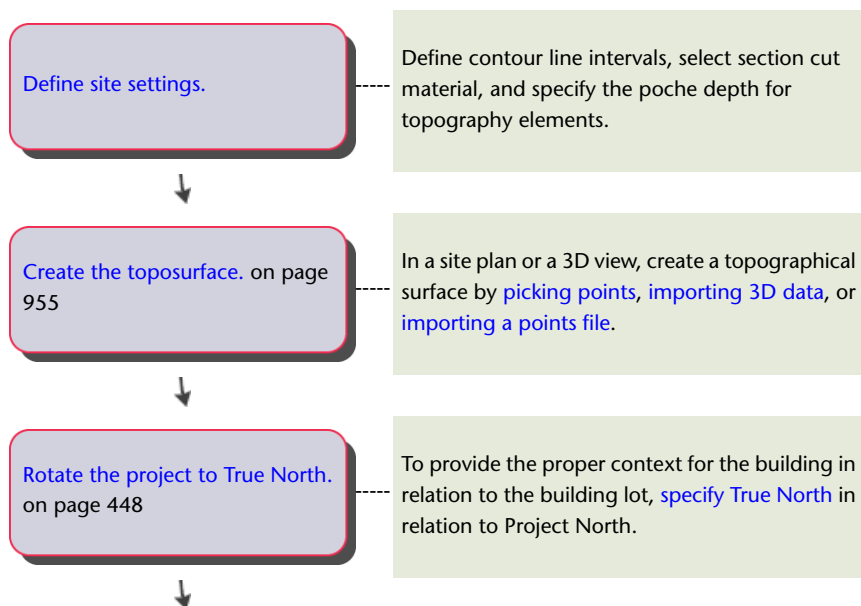 Define site settings.
Define contour line intervals, select section cut
material, and specify the poche depth for
topography elements.
Create the toposurface. on page
955
In a site plan or a 3D view, create a topographical
surface by picking points, importing 3D data, or
importing a points file.
Rotate the project to True North.
on page 448
To provide the proper context for the building in
relation to the building lot, specify True North in
relation to Project North.